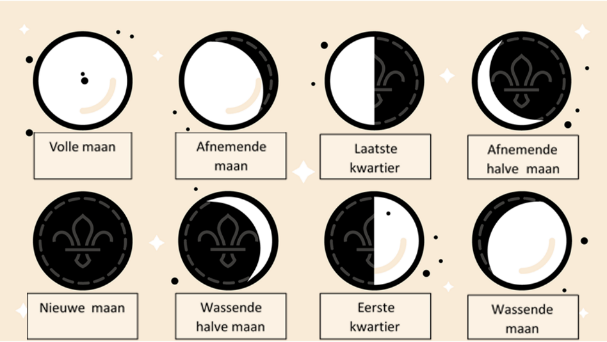 Volle maan
Afnemende
maan
Laatste
kwartier
Afnemende
halve maan
Nieuwe maan
Wassende
halve maan
Eerste
kwartier
Wassende
maan